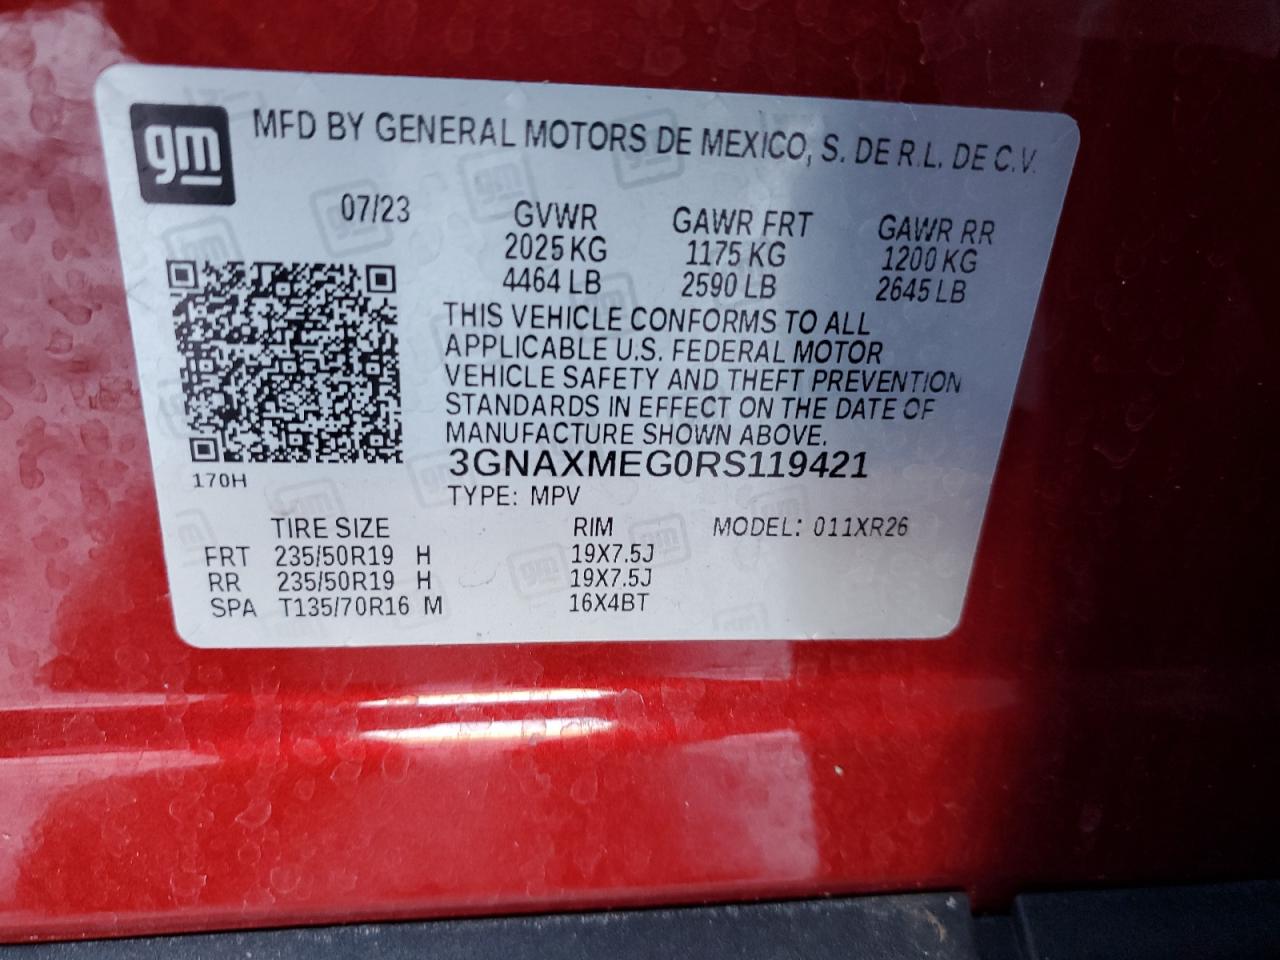 gm
MFD BY GENERAL MOTORS DE MEXICO, S. DE R.L. DE C.V.
07/23 GVWR GAWR FRT GAWR RR
2025 KG 1175 KG 1200 KG
4464 LB 2590 LB 2645 LB
THIS VEHICLE CONFORMS TO ALL
APPLICABLE U.S. FEDERAL MOTOR
VEHICLE SAFETY AND THEFT PREVENTION
STANDARDS IN EFFECT ON THE DATE OF
MANUFACTURE SHOWN ABOVE.
3GNAXMEG0RS119421
170H
TYPE: MPV
TIRE SIZE RIM MODEL: 011XR26
FRT 235/50R19 H 19X7.5J
RR 235/50R19 H 19X7.5J
SPA T135/70R16 M 16X4BT